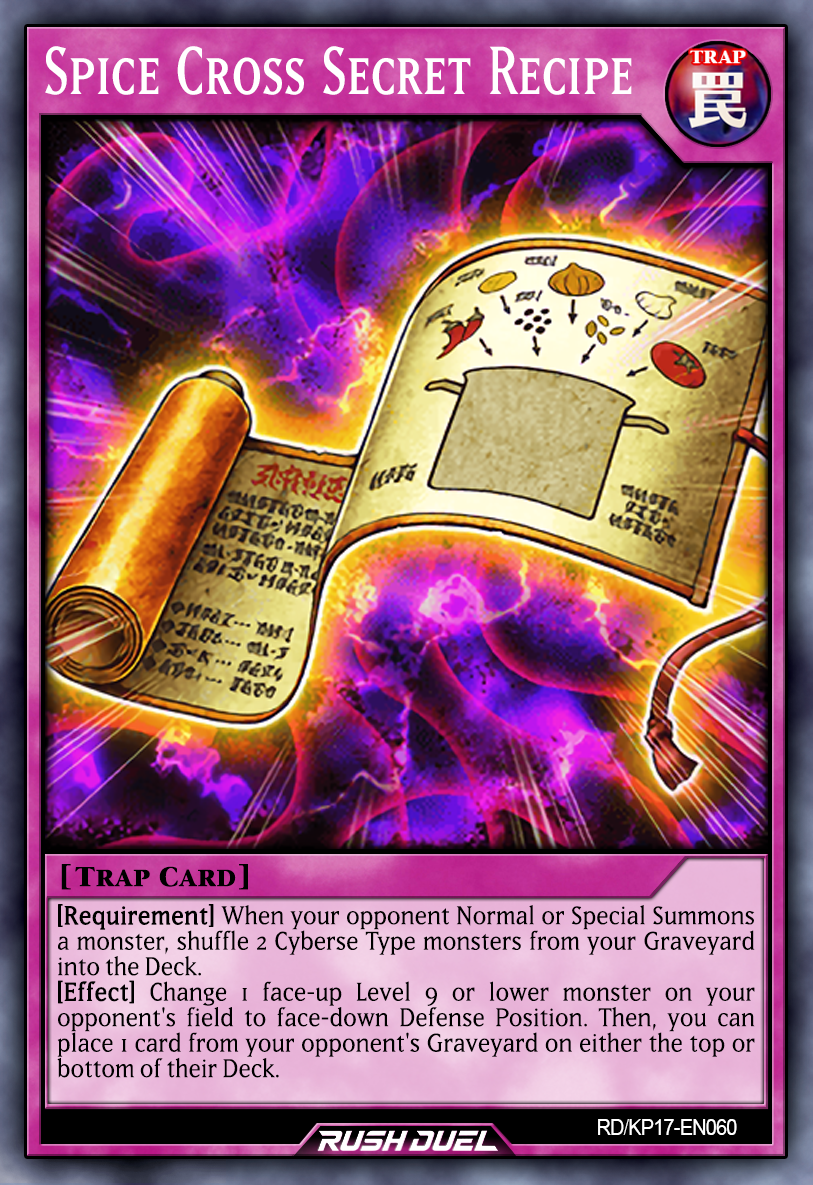 Spice Cross Secret Recipe
TRAP
罠
[Trap Card]
[Requirement] When your opponent Normal or Special Summons
a monster, shuffle 2 Cyberse Type monsters from your Graveyard
into the Deck.
[Effect] Change 1 face-up Level 9 or lower monster on your
opponent's field to face-down Defense Position. Then, you can
place 1 card from your opponent's Graveyard on either the top or
bottom of their Deck.
RD/KP17-EN060
RUSH DUEL